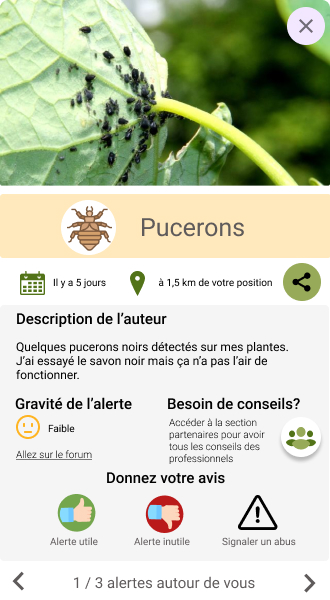 Pucerons
Il y a 5 jours
à 1,5 km de votre position
Description de l’auteur
Quelques pucerons noirs détectés sur mes plantes.
J’ai essayé le savon noir mais ça n’a pas l’air de
fonctionner.
Gravité de l’alerte
Faible
Allez sur le forum
Besoin de conseils?
Accéder à la section
partenaires pour avoir
tous les conseils des
professionnels
Donnez votre avis
Alerte utile
Alerte inutile
Signaler un abus
1 / 3 alertes autour de vous